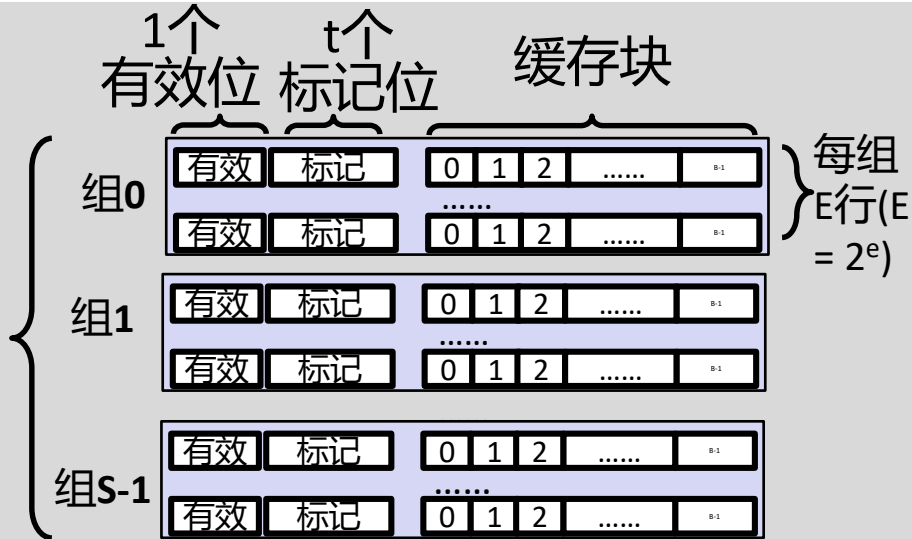 1个
有效位
t个
标记位
缓存块
组0
有效 标记 0 1 2 ...... B-1
......
有效 标记 0 1 2 ...... B-1
每组
E行(E
= 2ᵉ)
组1
有效 标记 0 1 2 ...... B-1
......
有效 标记 0 1 2 ...... B-1
组S-1
有效 标记 0 1 2 ...... B-1
......
有效 标记 0 1 2 ...... B-1